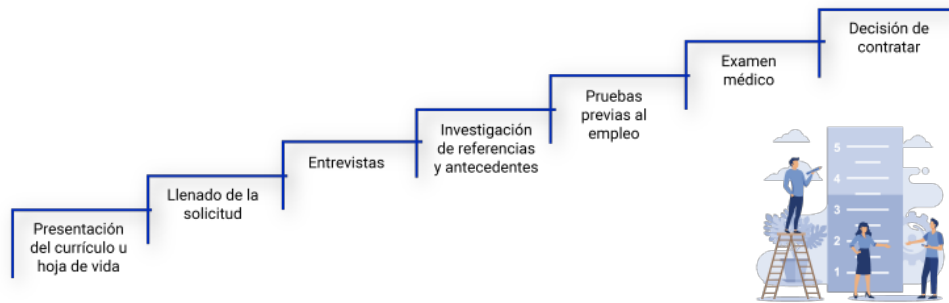 Presentación
del currículo u
hoja de vida
Llenado de la
solicitud
Entrevistas
Investigación
de referencias
y antecedentes
Pruebas
previas al
empleo
Examen
médico
Decisión de
contratar
5
4
3
2
1